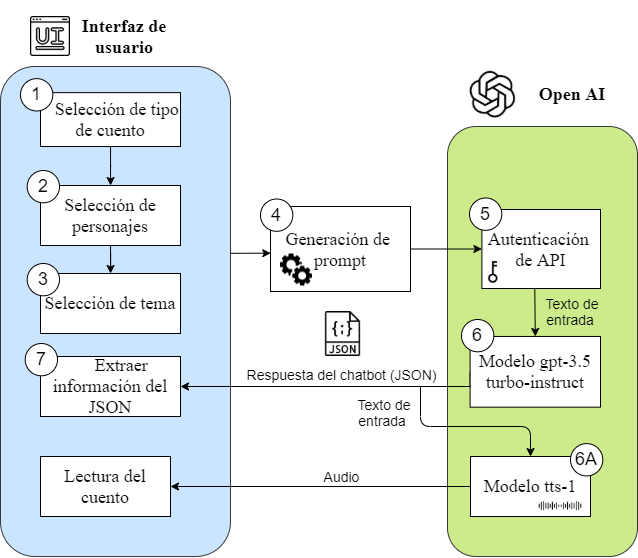 UI
Interfaz de
usuario
Open AI
1
Selección de tipo
de cuento
2
Selección de
personajes
3
Selección de tema
4
Generación de
prompt
5
Autenticación
de API
Texto de
entrada
6
Modelo gpt-3.5
turbo-instruct
{;}
JSON
Respuesta del chatbot (JSON)
7
Extraer
información del
JSON
Texto de
entrada
6A
Modelo tts-1
Audio
Lectura del
cuento